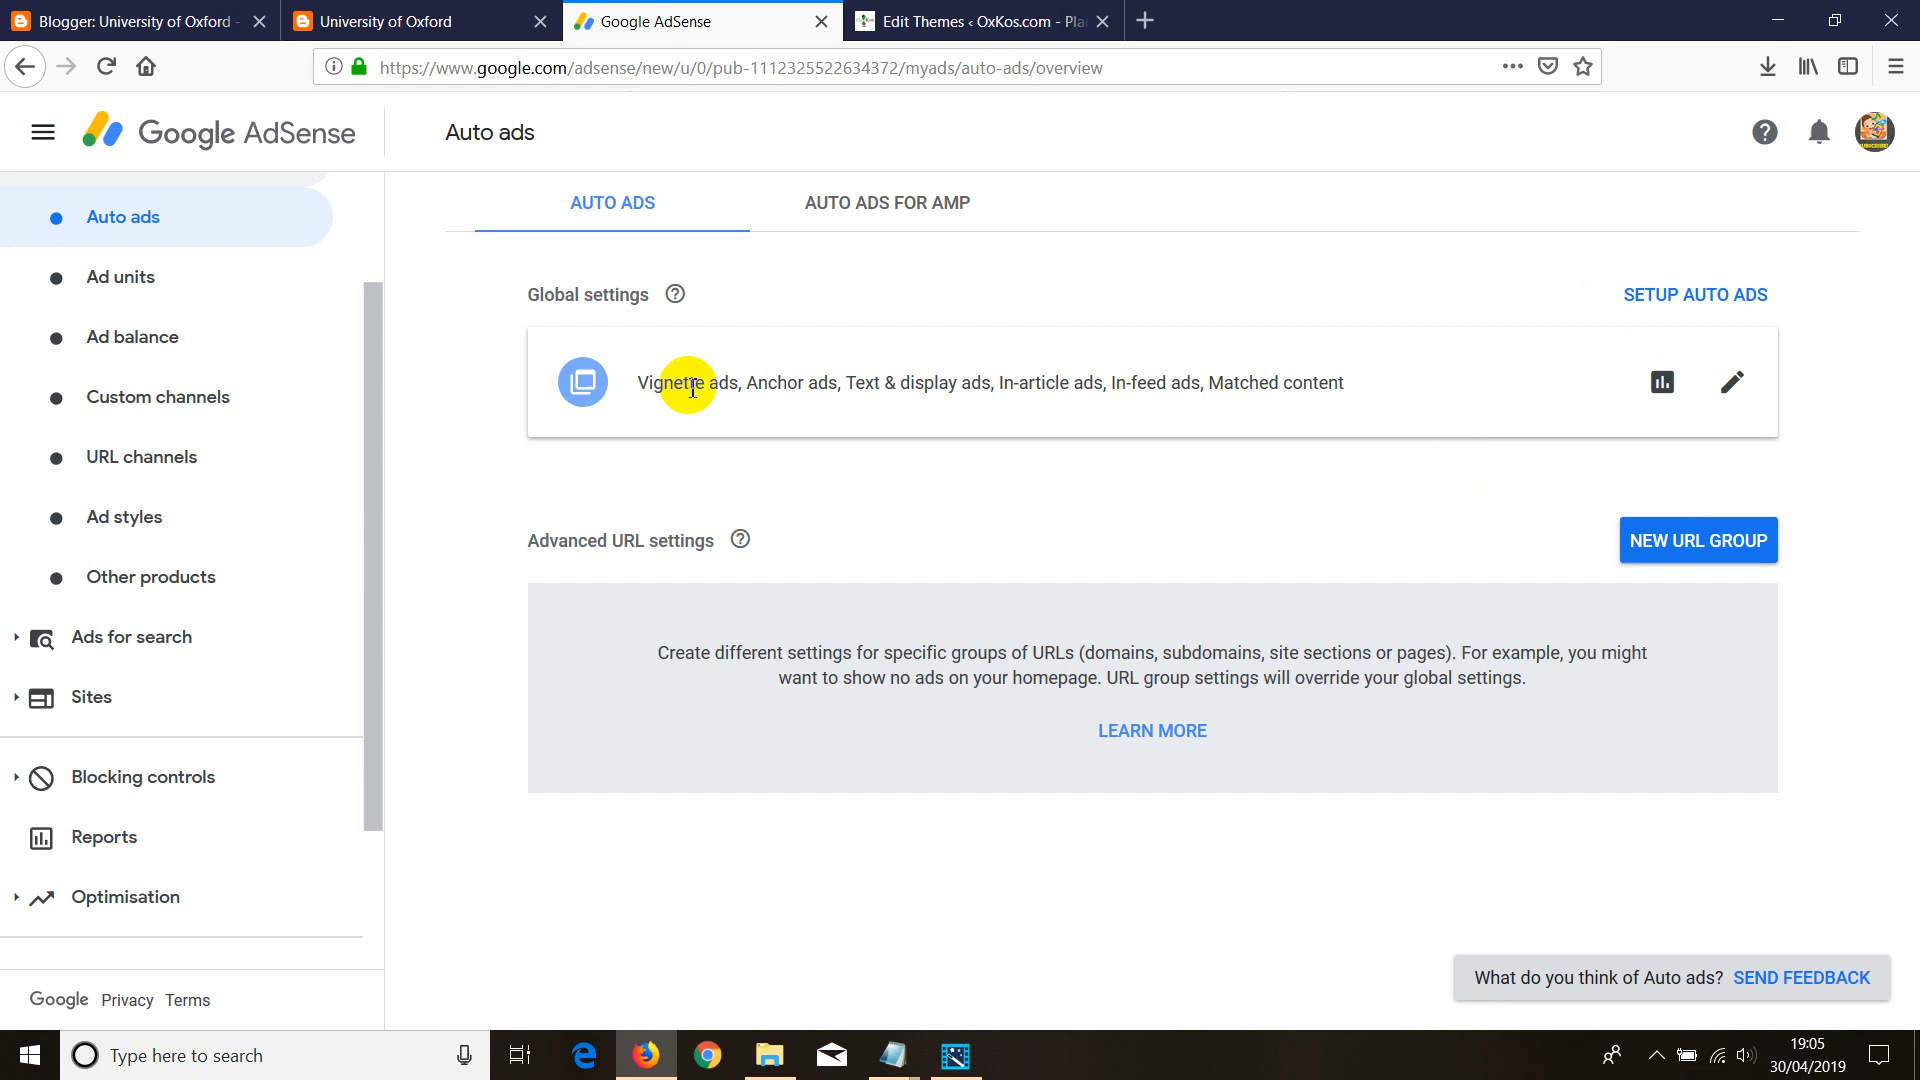 Blogger: University of Oxford -
University of Oxford
Google AdSense
Edit Themes ‹ OxKos.com - Pla
https://www.google.com/adsense/new/u/0/pub-1112325522634372/myads/auto-ads/overview
Google AdSense
Auto ads
Auto ads
Ad units
Ad balance
Custom channels
URL channels
Ad styles
Other products
Ads for search
Sites
Blocking controls
Reports
Optimisation
Google Privacy Terms
AUTO ADS
AUTO ADS FOR AMP
Global settings
SETUP AUTO ADS
Vignette ads, Anchor ads, Text & display ads, In-article ads, In-feed ads, Matched content
Advanced URL settings
NEW URL GROUP
Create different settings for specific groups of URLs (domains, subdomains, site sections or pages). For example, you might
want to show no ads on your homepage. URL group settings will override your global settings.
LEARN MORE
What do you think of Auto ads? SEND FEEDBACK
Type here to search
19:05
30/04/2019